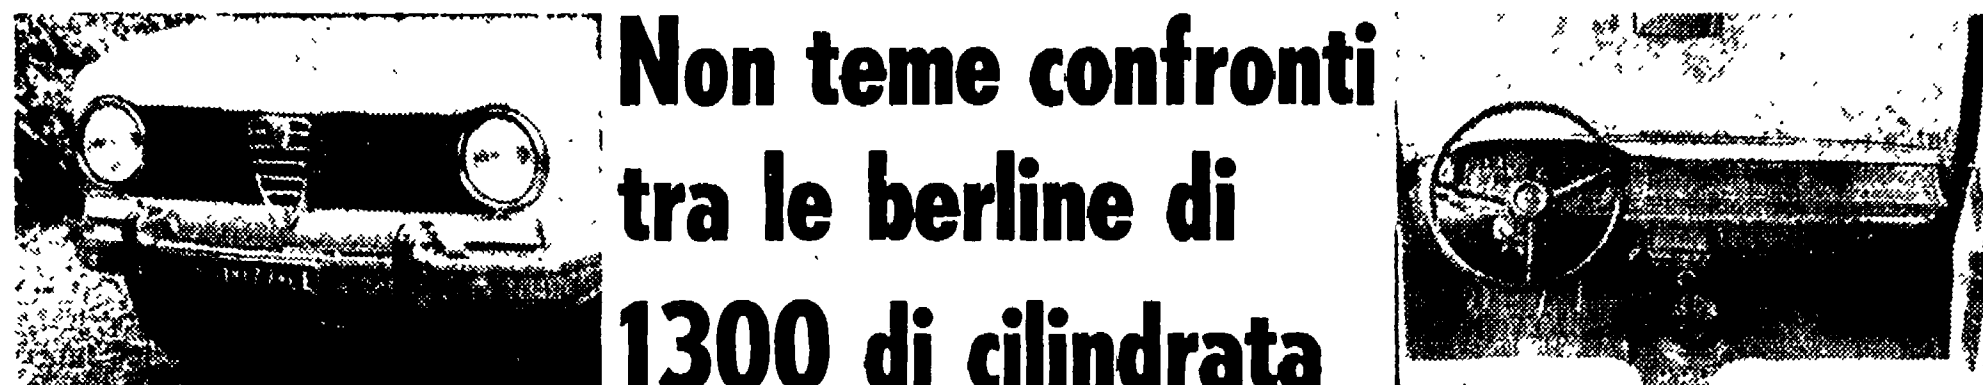 Non teme confronti
tra le berline di
1300 di cilindrata